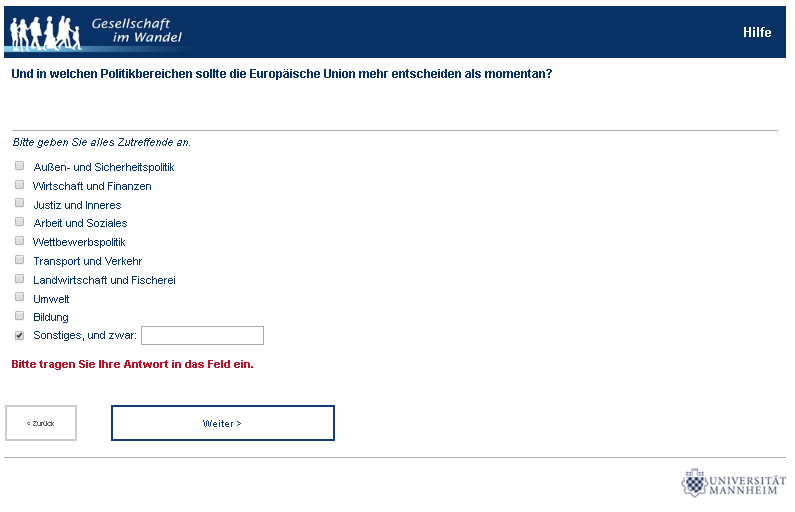 Gesellschaft
im Wandel
Hilfe
Und in welchen Politikbereichen sollte die Europäische Union mehr entscheiden als momentan?
Bitte geben Sie alles Zutreffende an.
Außen- und Sicherheitspolitik
Wirtschaft und Finanzen
Justiz und Inneres
Arbeit und Soziales
Wettbewerbspolitik
Transport und Verkehr
Landwirtschaft und Fischerei
Umwelt
Bildung
Sonstiges, und zwar:
Bitte tragen Sie Ihre Antwort in das Feld ein.
< Zurück
Weiter >
UNIVERSITÄT
MANNHEIM